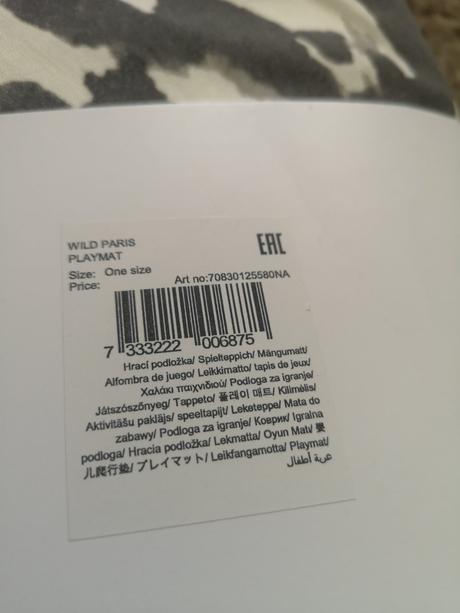 WILD PARIS
PLAYMAT
EAC
Size: One size
Price:
Art no:70830125580NA
7 333222 006875
Hrací podložka/ Spielteppich/ Mängumatt/
Alfombra de juego/ Leikkimatto/ tapis de jeux/
Χαλάκι παιχνιδιού/ Podloga za igranje/
Játszószőnyeg/ Tappeto/ 플레이 매트/ Kilimėlis/
Aktivitāšu paklājs/ speeltapijt/ Leketeppe/ Mata do
zabawy/ Podloga za igranje/ Коврик/ Igralna
podloga/ Hracia podložka/ Lekmatta/ Oyun Matı/ 婴
儿爬行垫/ プレイマット/ Leikfangamotta/ Playmat/
عربة أطفال